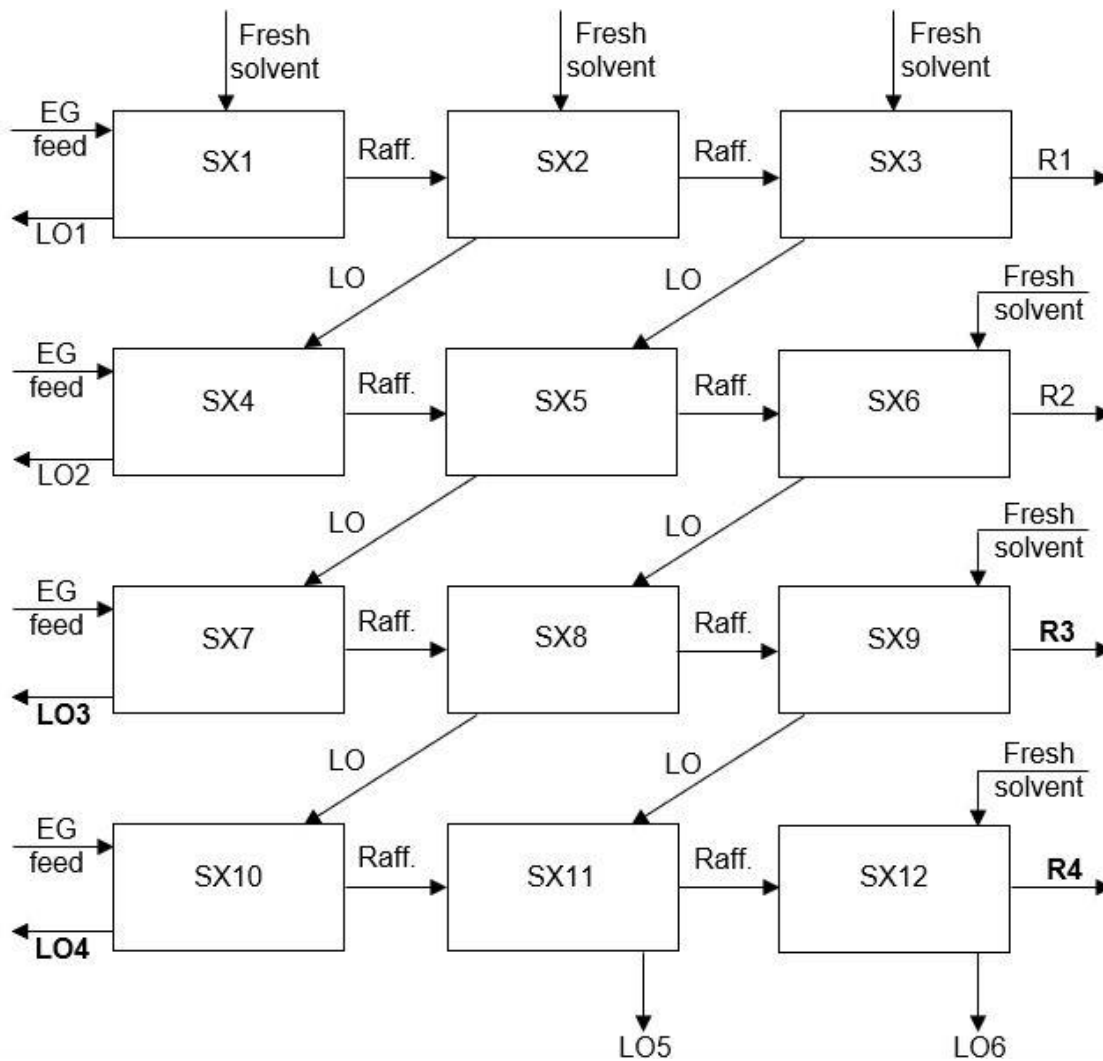 Fresh
solvent
Fresh
solvent
Fresh
solvent
EG
feed
SX1
Raff.
SX2
Raff.
SX3
R1
LO1
LO
LO
Fresh
solvent
EG
feed
SX4
Raff.
SX5
Raff.
SX6
R2
LO2
LO
LO
Fresh
solvent
EG
feed
SX7
Raff.
SX8
Raff.
SX9
R3
LO3
LO
LO
Fresh
solvent
EG
feed
SX10
Raff.
SX11
Raff.
SX12
R4
LO4
LO5
LO6